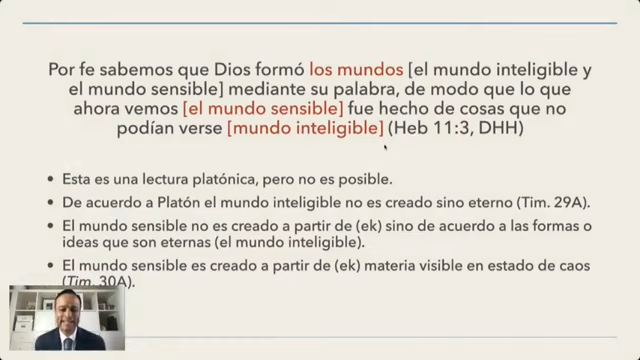 Por fe sabemos que Dios formó los mundos [el mundo inteligible y
el mundo sensible] mediante su palabra, de modo que lo que
ahora vemos [el mundo sensible] fue hecho de cosas que no
podían verse [mundo inteligible] (Heb 11:3, DHH)
• Esta es una lectura platónica, pero no es posible.
• De acuerdo a Platón el mundo inteligible no es creado sino eterno (Tim. 29A).
• El mundo sensible no es creado a partir de (ek) sino de acuerdo a las formas o
ideas que son eternas (el mundo inteligible).
• El mundo sensible es creado a partir de (ek) materia visible en estado de caos
(Tim. 30A).